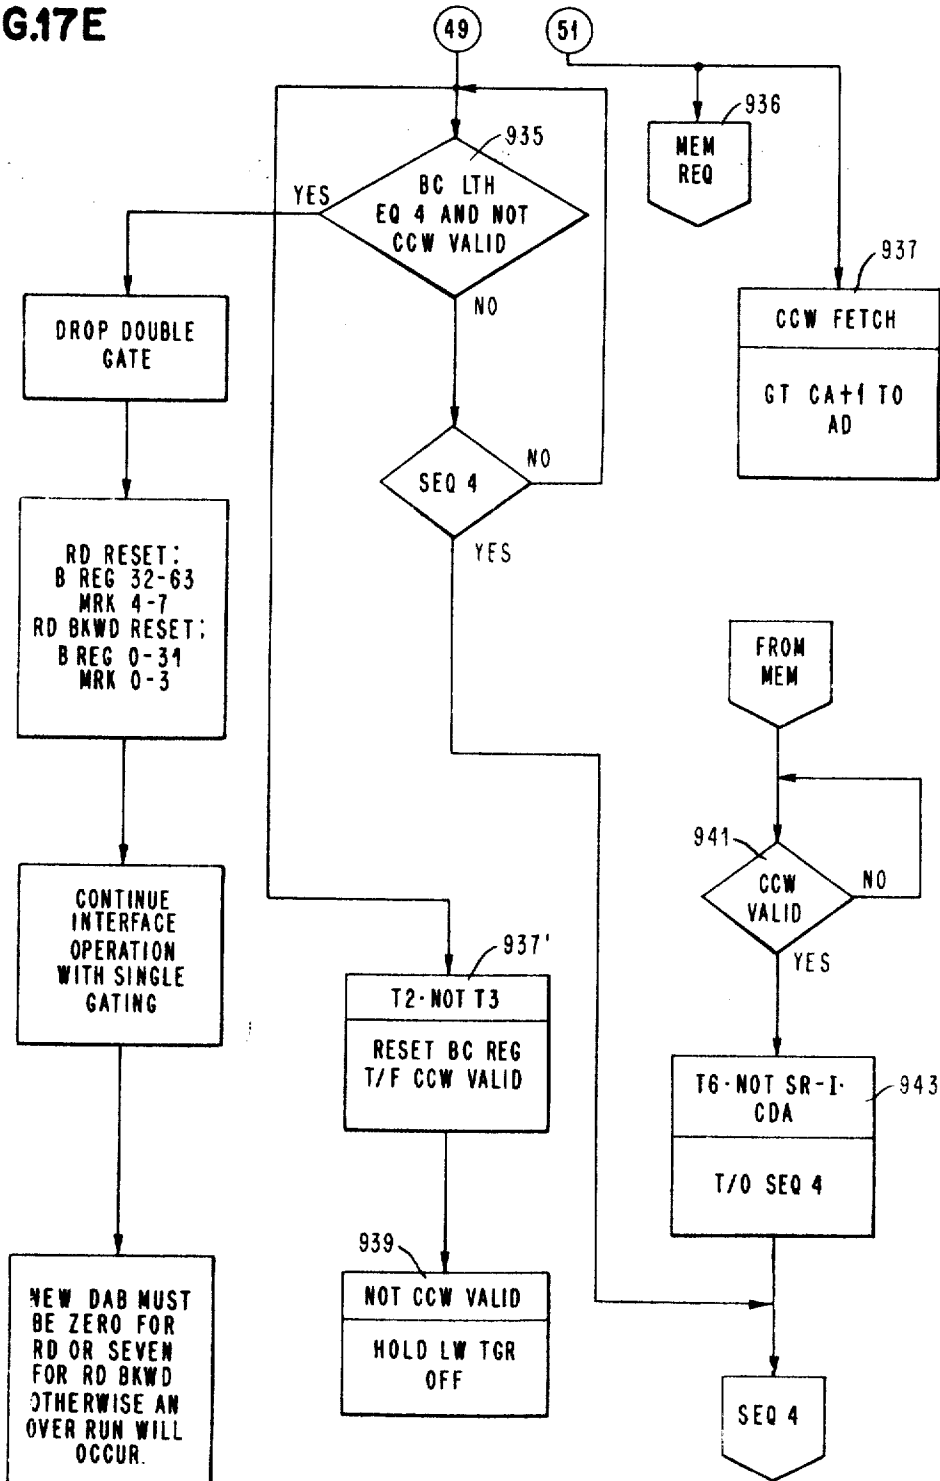 G.17E
49
51
935
BC LTH
EQ 4 AND NOT
CCW VALID
YES
NO
936
MEM
REQ
937
CCW FETCH
GT CA+1 TO
AD
DROP DOUBLE
GATE
SEQ 4
NO
YES
RD RESET:
B REG 32-63
MRK 4-7
RD BKWD RESET:
B REG 0-31
MRK 0-3
FROM
MEM
941
CCW
VALID
NO
YES
CONTINUE
INTERFACE
OPERATION
WITH SINGLE
GATING
937'
T2·NOT T3
RESET BC REG
T/F CCW VALID
T6·NOT SR-I·
CDA
943
T/O SEQ 4
939
NOT CCW VALID
HOLD LW TGR
OFF
NEW DAB MUST
BE ZERO FOR
RD OR SEVEN
FOR RD BKWD
OTHERWISE AN
OVER RUN WILL
OCCUR.
SEQ 4